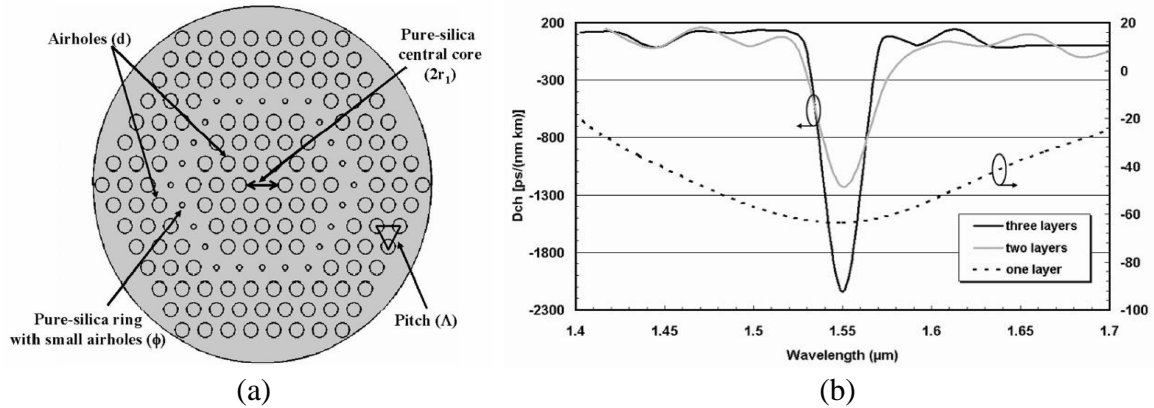 (a)
Airholes (d)
Pure-silica
central core
(2r₁)
Pure-silica ring
with small airholes (ϕ)
Pitch (Λ)
(b)
Dch [ps/(nm km)]
200
-300
-800
-1300
-1800
-2300
20
0
-20
-40
-60
-80
-100
three layers
two layers
one layer
1.4 1.45 1.5 1.55 1.6 1.65 1.7
Wavelength (µm)
(a) (b)